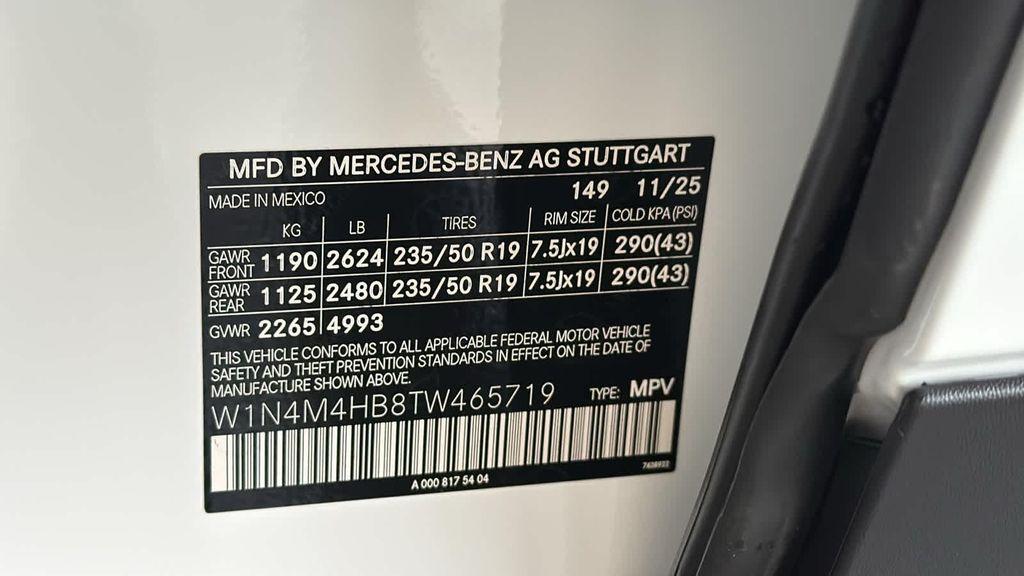 MFD BY MERCEDES-BENZ AG STUTTGART
MADE IN MEXICO 149 11/25
KG LB TIRES RIM SIZE COLD KPA (PSI)
GAWR FRONT 1190 2624 235/50 R19 7.5Jx19 290(43)
GAWR REAR 1125 2480 235/50 R19 7.5Jx19 290(43)
GVWR 2265 4993
THIS VEHICLE CONFORMS TO ALL APPLICABLE FEDERAL MOTOR VEHICLE
SAFETY AND THEFT PREVENTION STANDARDS IN EFFECT ON THE DATE OF
MANUFACTURE SHOWN ABOVE.
W1N4M4HB8TW465719 TYPE: MPV
A 000 817 54 04